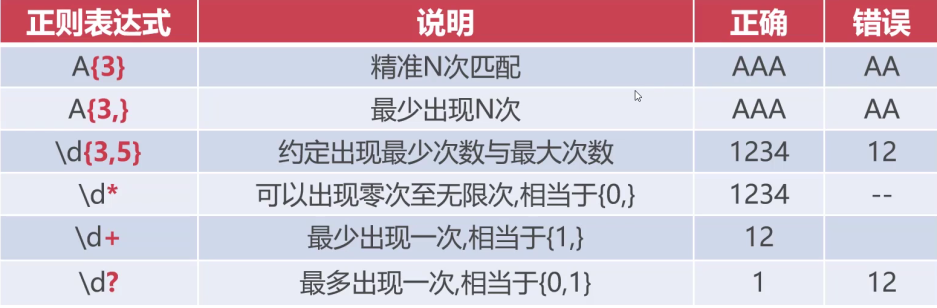 正则表达式 说明 正确 错误
A{3} 精准N次匹配 AAA AA
A{3,} 最少出现N次 AAA AA
\d{3,5} 约定出现最少次数与最大次数 1234 12
\d* 可以出现零次至无限次,相当于{0,} 1234 --
\d+ 最少出现一次,相当于{1,} 12
\d? 最多出现一次,相当于{0,1} 1 12